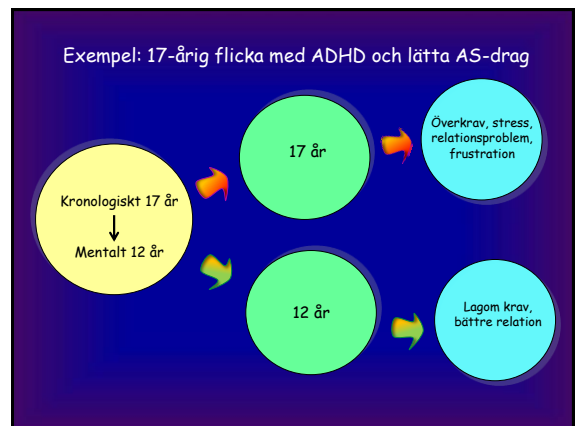 Exempel: 17-årig flicka med ADHD och lätta AS-drag
Kronologiskt 17 år
Mentalt 12 år
17 år
Överkrav, stress,
relationsproblem,
frustration
12 år
Lagom krav,
bättre relation